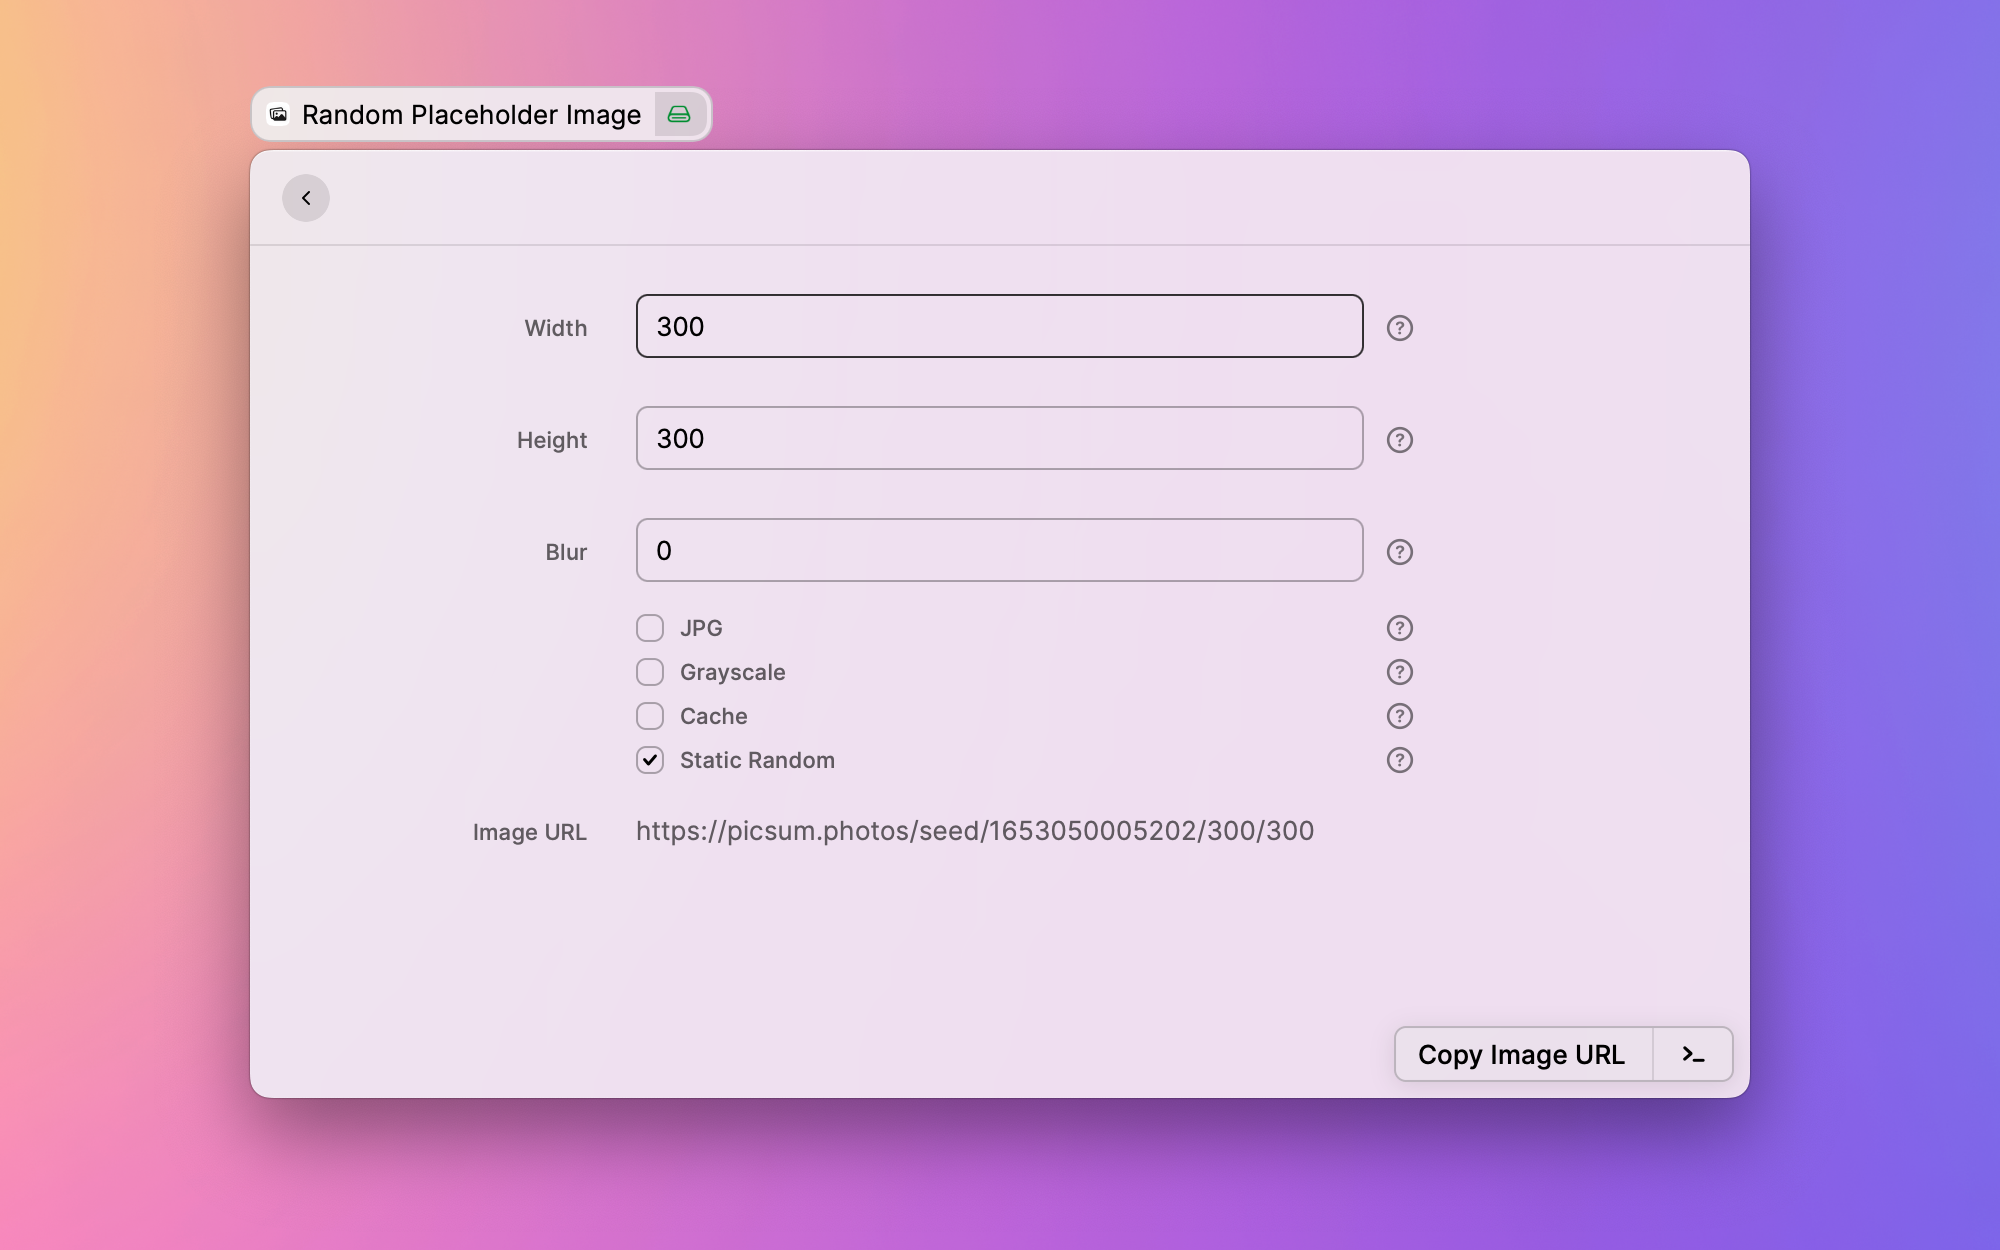 Random Placeholder Image
Width
300
Height
300
Blur
0
JPG
Grayscale
Cache
Static Random
Image URL
https://picsum.photos/seed/1653050005202/300/300
Copy Image URL